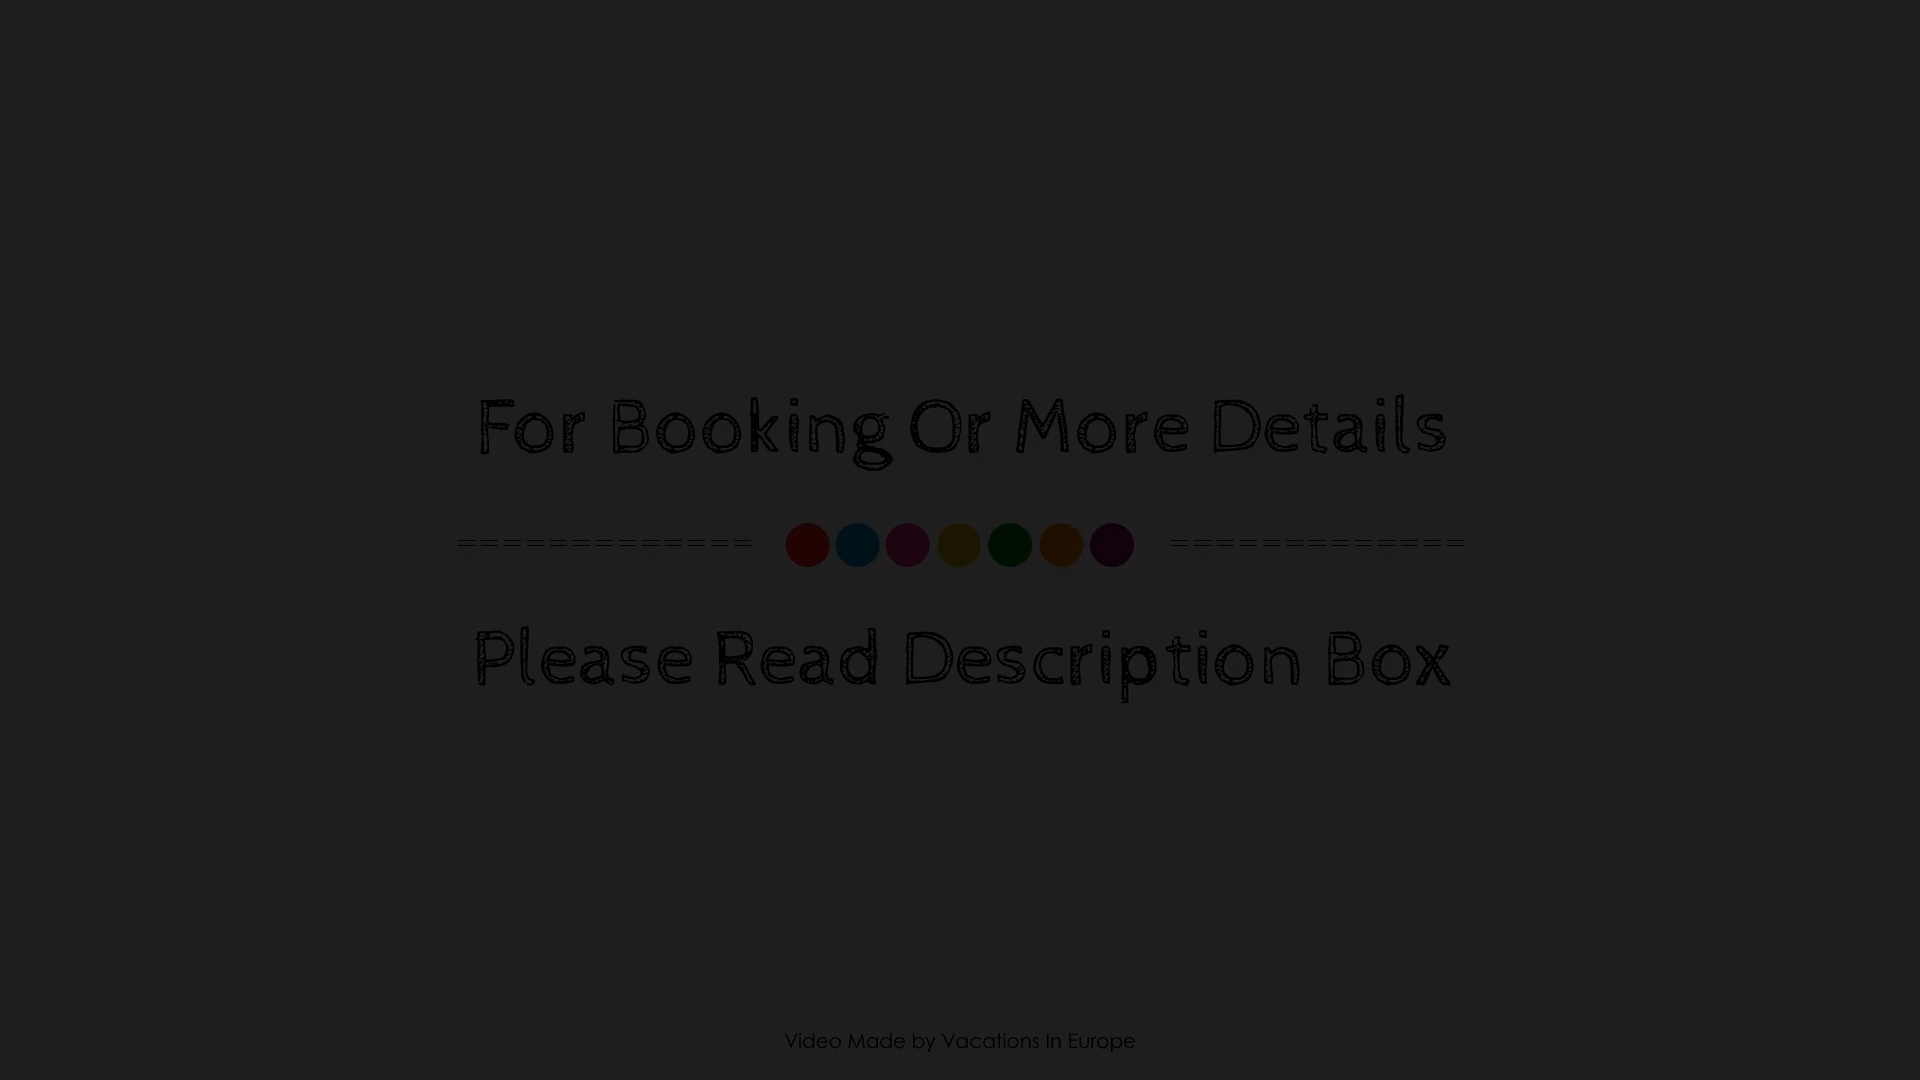 For Booking Or More Details
============= =============
Please Read Description Box
Video Made by Vacations In Europe